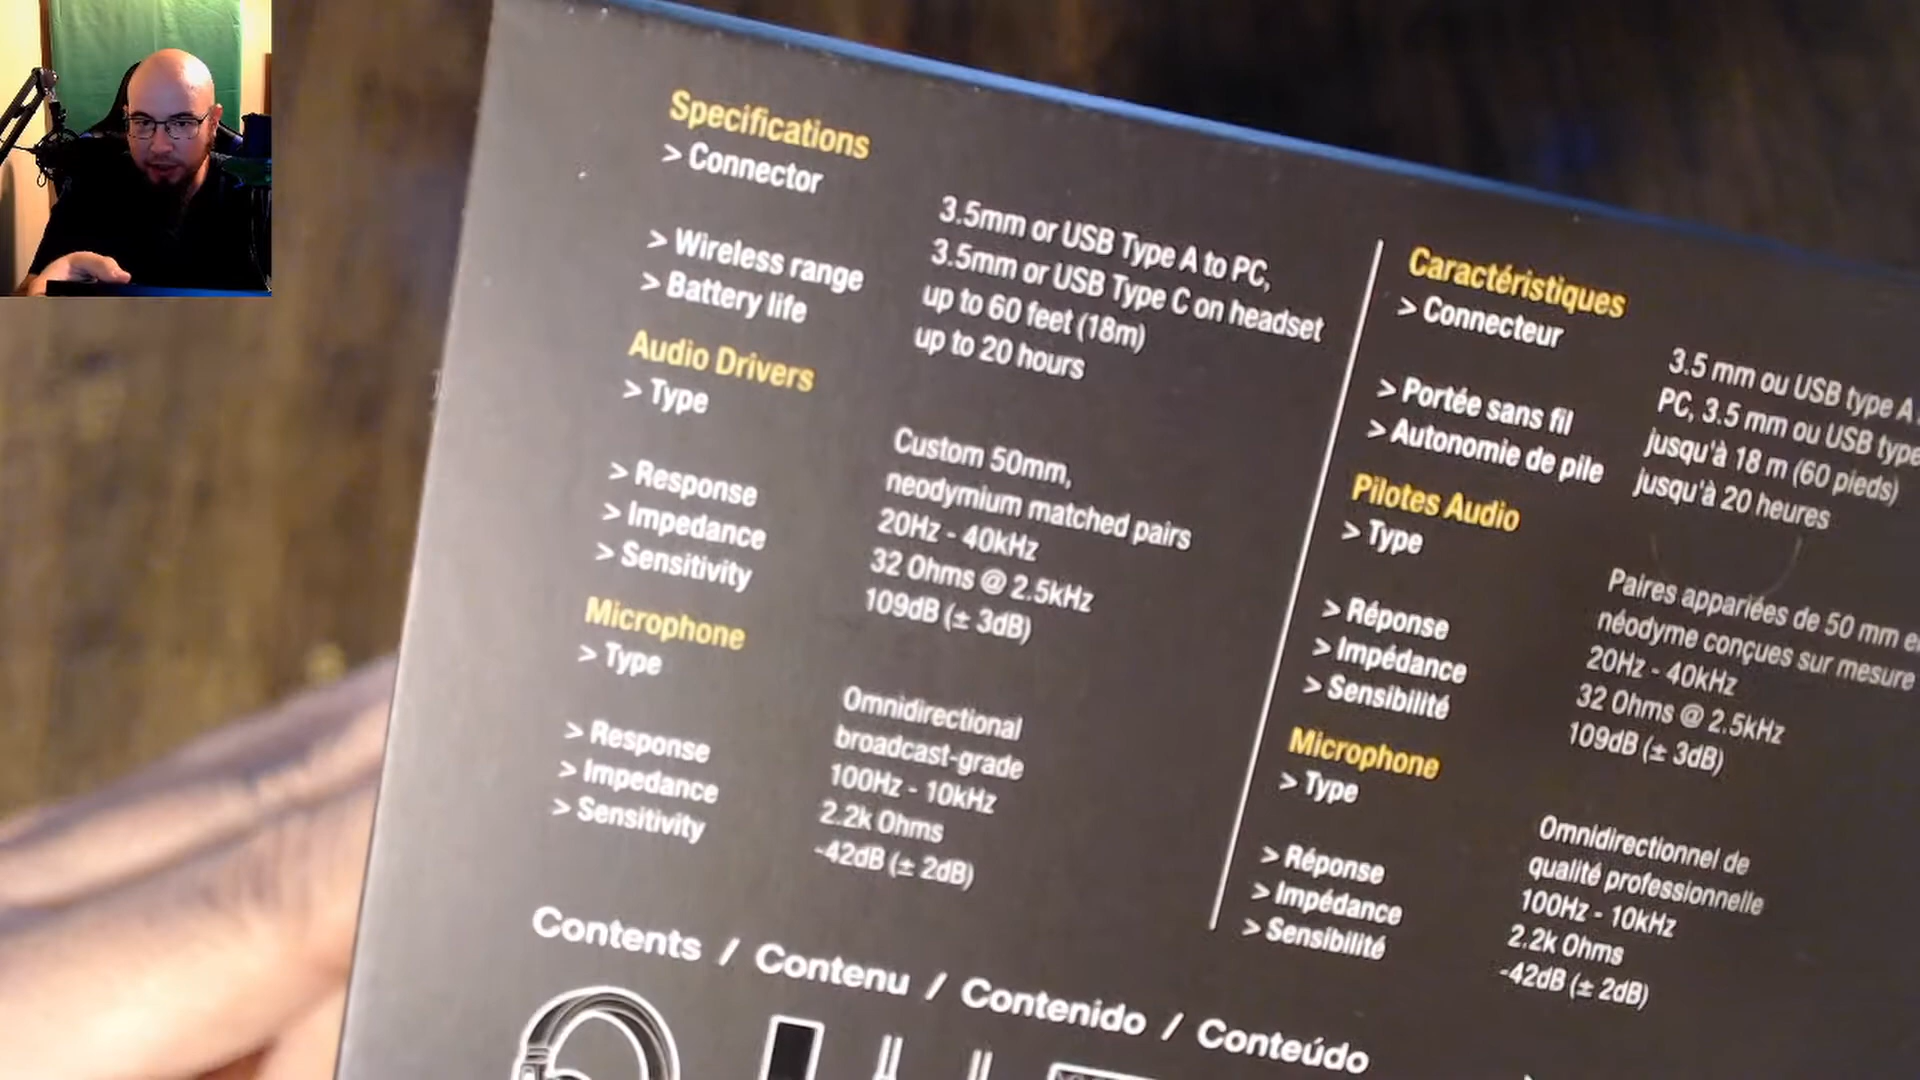 Specifications
> Connector
3.5mm or USB Type A to PC,
3.5mm or USB Type C on headset
> Wireless range
up to 60 feet (18m)
> Battery life
up to 20 hours
Audio Drivers
> Type
Custom 50mm,
neodymium matched pairs
> Response
20Hz - 40kHz
> Impedance
32 Ohms @ 2.5kHz
> Sensitivity
109dB (± 3dB)
Microphone
> Type
Omnidirectional
broadcast-grade
> Response
100Hz - 10kHz
> Impedance
2.2k Ohms
> Sensitivity
-42dB (± 2dB)
Caractéristiques
> Connecteur
3.5 mm ou USB type A
PC, 3.5 mm ou USB type
> Portée sans fil
jusqu'à 18 m (60 pieds)
> Autonomie de pile
jusqu'à 20 heures
Pilotes Audio
> Type
Paires appariées de 50 mm
néodyme conçues sur mesure
> Réponse
20Hz - 40kHz
> Impédance
32 Ohms @ 2.5kHz
> Sensibilité
109dB (± 3dB)
Microphone
> Type
Omnidirectionnel de
qualité professionnelle
> Réponse
100Hz - 10kHz
> Impédance
2.2k Ohms
> Sensibilité
-42dB (± 2dB)
Contents / Contenu / Contenido / Conteúdo